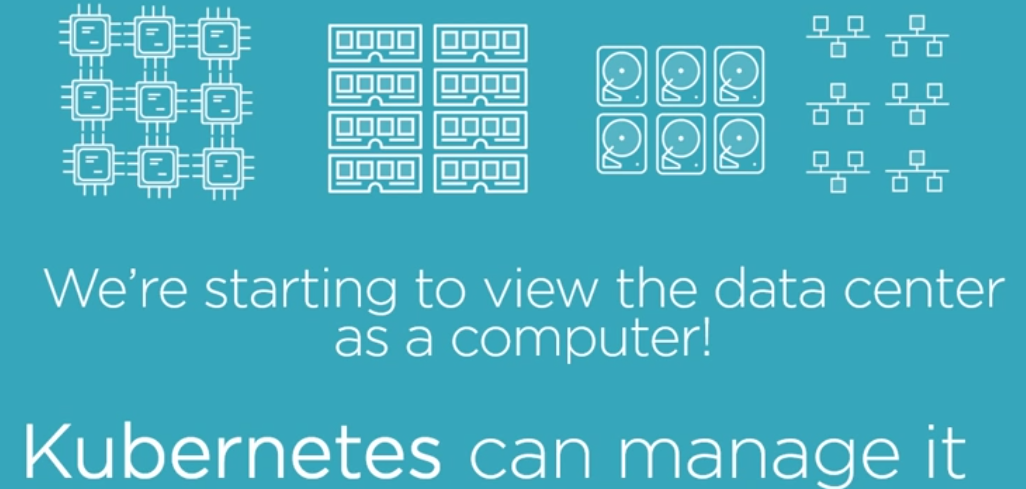 We're starting to view the data center
as a computer!
Kubernetes can manage it